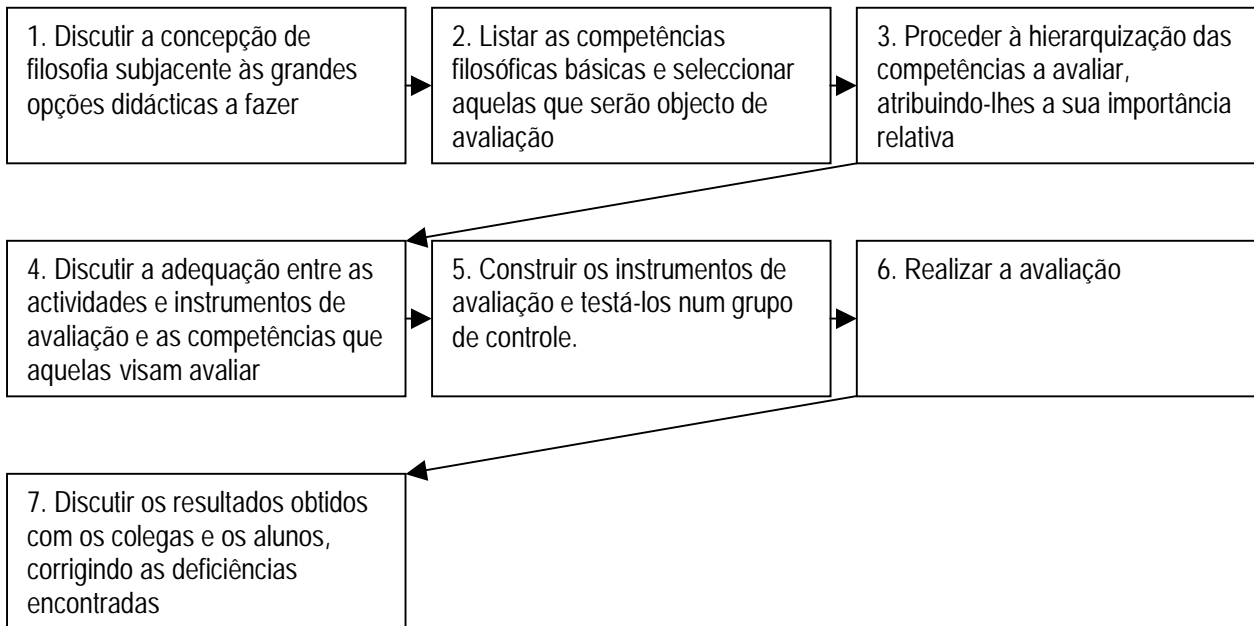 1. Discutir a concepção de
filosofia subjacente às grandes
opções didácticas a fazer
2. Listar as competências
filosóficas básicas e seleccionar
aquelas que serão objecto de
avaliação
3. Proceder à hierarquização das
competências a avaliar,
atribuindo-lhes a sua importância
relativa
4. Discutir a adequação entre as
actividades e instrumentos de
avaliação e as competências que
aquelas visam avaliar
5. Construir os instrumentos de
avaliação e testá-los num grupo
de controle.
6. Realizar a avaliação
7. Discutir os resultados obtidos
com os colegas e os alunos,
corrigindo as deficiências
encontradas